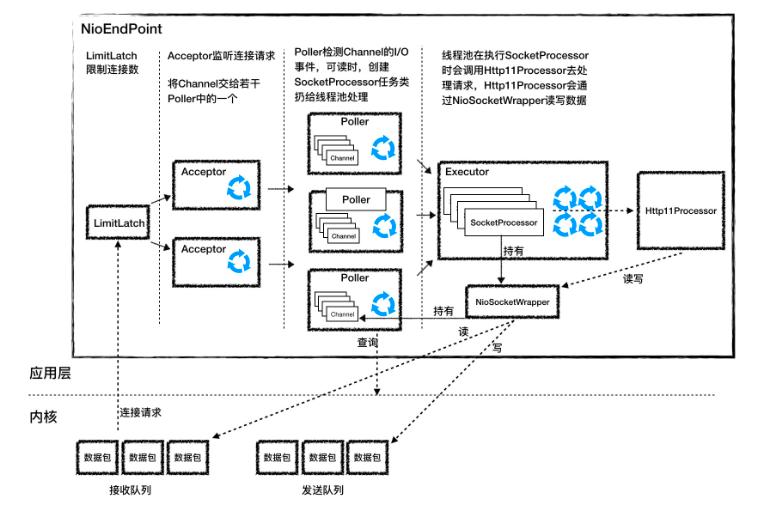 NioEndPoint
LimitLatch
限制连接数
Acceptor监听连接请求
将Channel交给若干
Poller中的一个
Poller检测Channel的I/O
事件，可读时，创建
SocketProcessor任务类
扔给线程池处理
线程池在执行SocketProcessor
时会调用Http11Processor去处
理请求，Http11Processor会通
过NioSocketWrapper读写数据
Poller
Channel
Acceptor
Executor
Poller
LimitLatch
SocketProcessor
Http11Processor
Channel
Acceptor
持有
Poller
读写
Channel
持有
NioSocketWrapper
查询
读
写
应用层
内核
连接请求
数据包
数据包
数据包
数据包
数据包
数据包
接收队列
发送队列